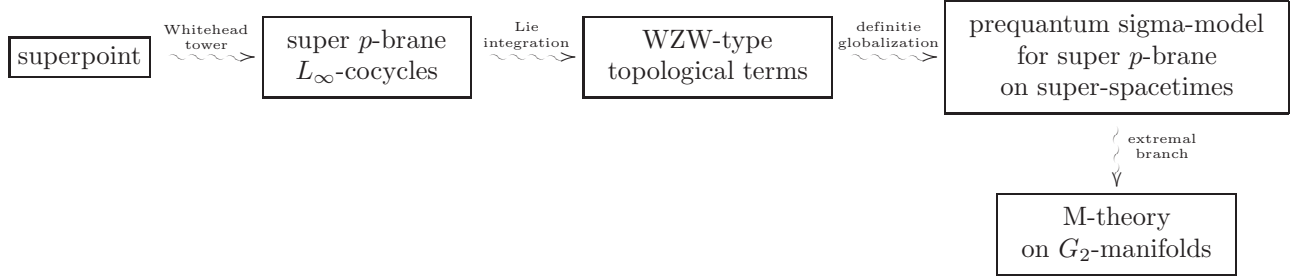 superpoint
Whitehead
tower
super p-brane
L∞-cocycles
Lie
integration
WZW-type
topological terms
definitie
globalization
prequantum sigma-model
for super p-brane
on super-spacetimes
extremal
branch
M-theory
on G₂-manifolds